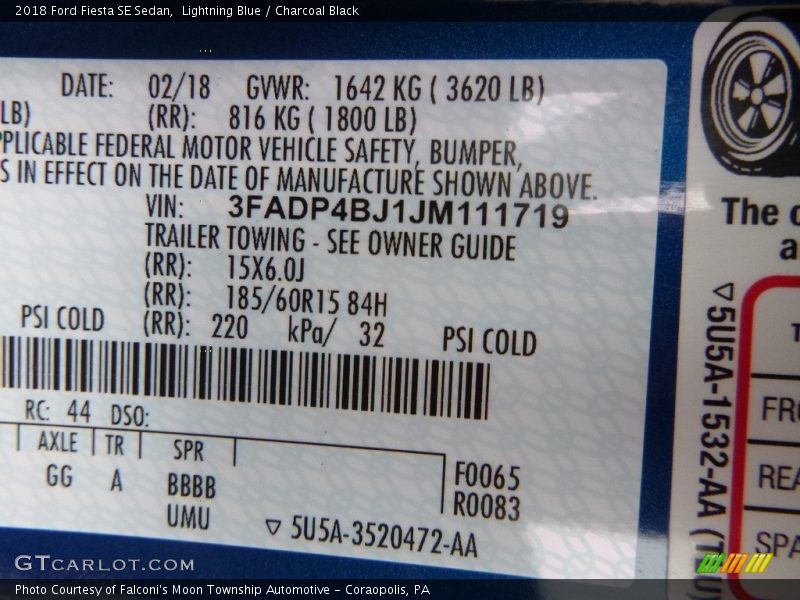 2018 Ford Fiesta SE Sedan, Lightning Blue / Charcoal Black
DATE: 02/18 GVWR: 1642 KG ( 3620 LB)
LB) (RR): 816 KG ( 1800 LB)
PPLICABLE FEDERAL MOTOR VEHICLE SAFETY, BUMPER,
S IN EFFECT ON THE DATE OF MANUFACTURE SHOWN ABOVE.
VIN: 3FADP4BJ1JM111719
TRAILER TOWING - SEE OWNER GUIDE
(RR): 15X6.0J
(RR): 185/60R15 84H
PSI COLD (RR): 220 kPa/ 32 PSI COLD
RC: 44 DSO:
AXLE TR SPR
GG A BBBB
UMU
F0065
R0083
▽ 5U5A-3520472-AA
The
▽5U5A-1532-AA
FRO
REA
SPA
GTCARLOT.COM
Photo Courtesy of Falconi's Moon Township Automotive - Coraopolis, PA